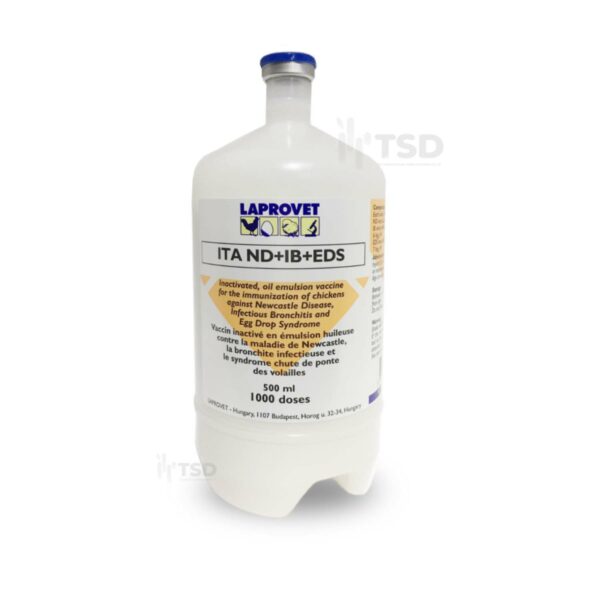 TSD
LAPROVET
ITA ND+IB+EDS
Inactivated, oil emulsion vaccine
for the immunization of chickens
against Newcastle Disease,
Infectious Bronchitis and
Egg Drop Syndrome
Vaccin inactivé en émulsion huileuse
contre la maladie de Newcastle,
la bronchite infectieuse et
le syndrome chute de ponte
des volailles
500 ml
1000 doses
LAPROVET - Hungary, 1107 Budapest, Horog u. 32-34, Hungary
TSD